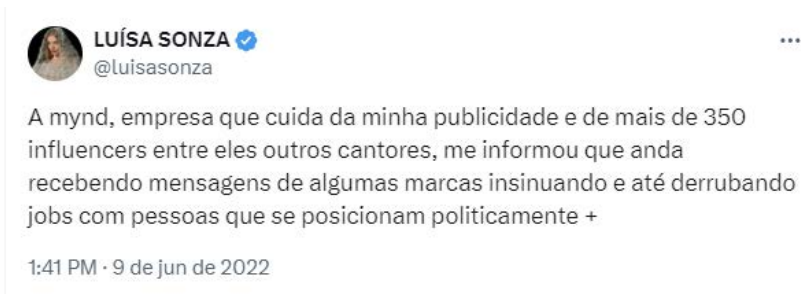 LUÍSA SONZA
@luisasonza
A mynd, empresa que cuida da minha publicidade e de mais de 350
influencers entre eles outros cantores, me informou que anda
recebendo mensagens de algumas marcas insinuando e até derrubando
jobs com pessoas que se posicionam politicamente +
1:41 PM · 9 de jun de 2022